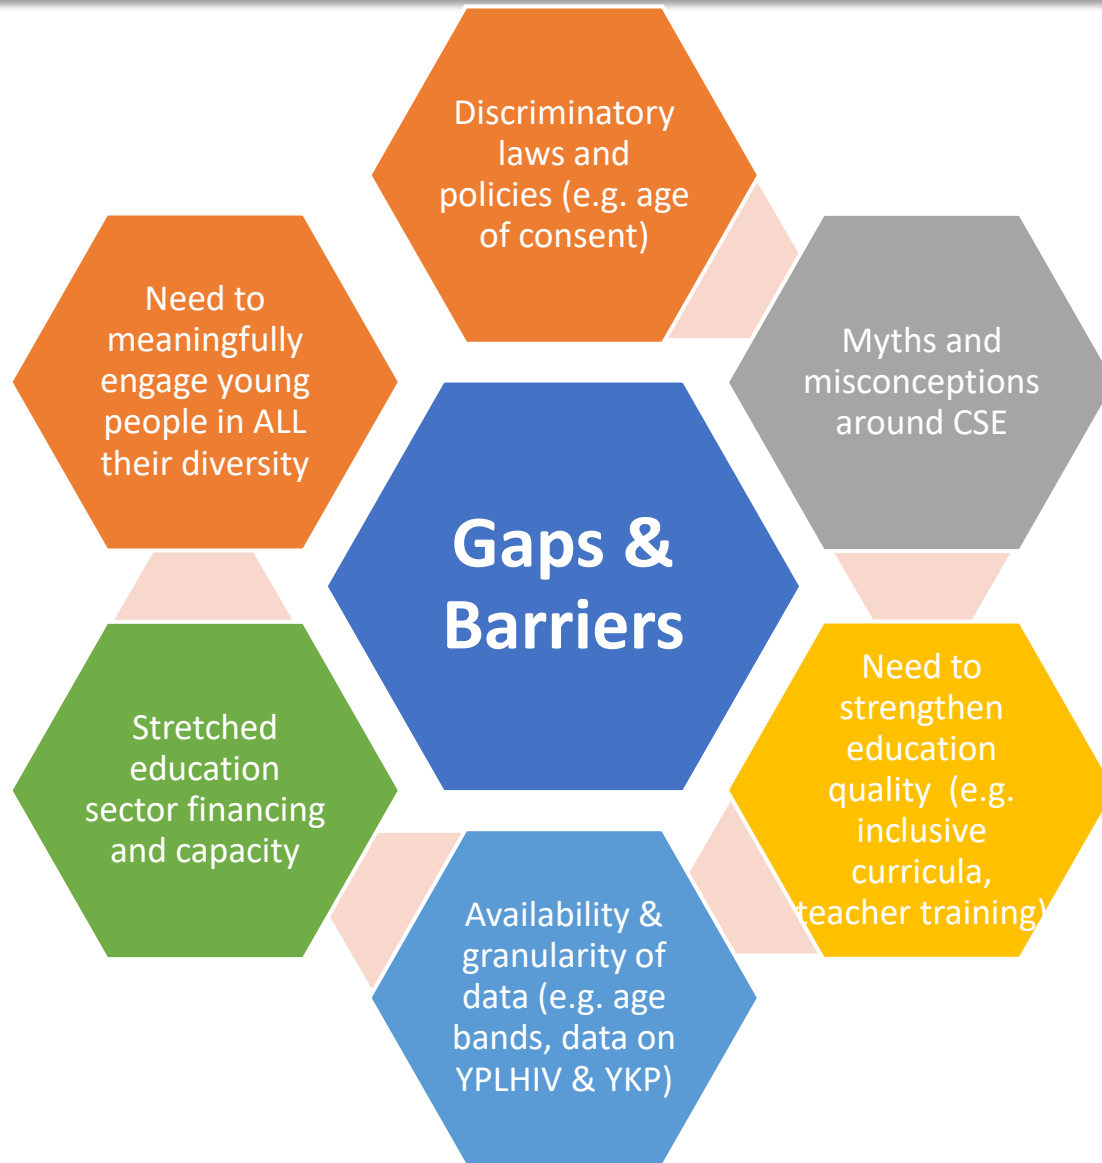 Discriminatory
laws and
policies (e.g. age
of consent)
Myths and
misconceptions
around CSE
Need to
strengthen
education
quality  (e.g.
inclusive
curricula,
teacher training)
Availability &
granularity of
data (e.g. age
bands, data on
YPLHIV & YKP)
Stretched
education
sector financing
and capacity
Need to
meaningfully
engage young
people in ALL
their diversity
Gaps &
Barriers